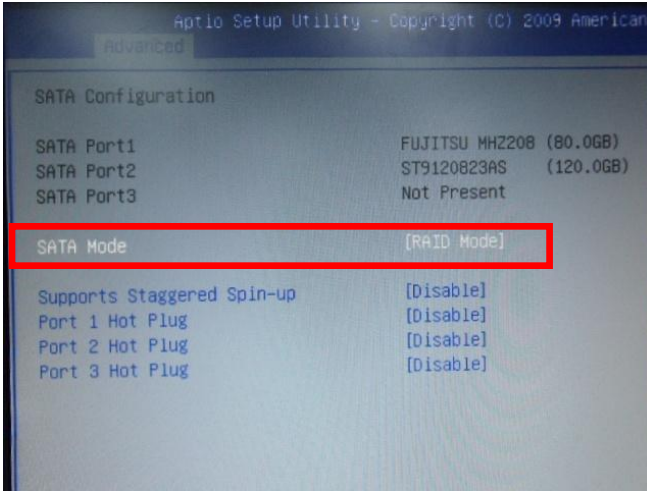 Aptio Setup Utility - Copyright (C) 2009 American
Advanced
SATA Configuration
SATA Port1 FUJITSU MHZ208 (80.0GB)
SATA Port2 ST9120823AS (120.0GB)
SATA Port3 Not Present
SATA Mode [RAID Mode]
Supports Staggered Spin-up [Disable]
Port 1 Hot Plug [Disable]
Port 2 Hot Plug [Disable]
Port 3 Hot Plug [Disable]